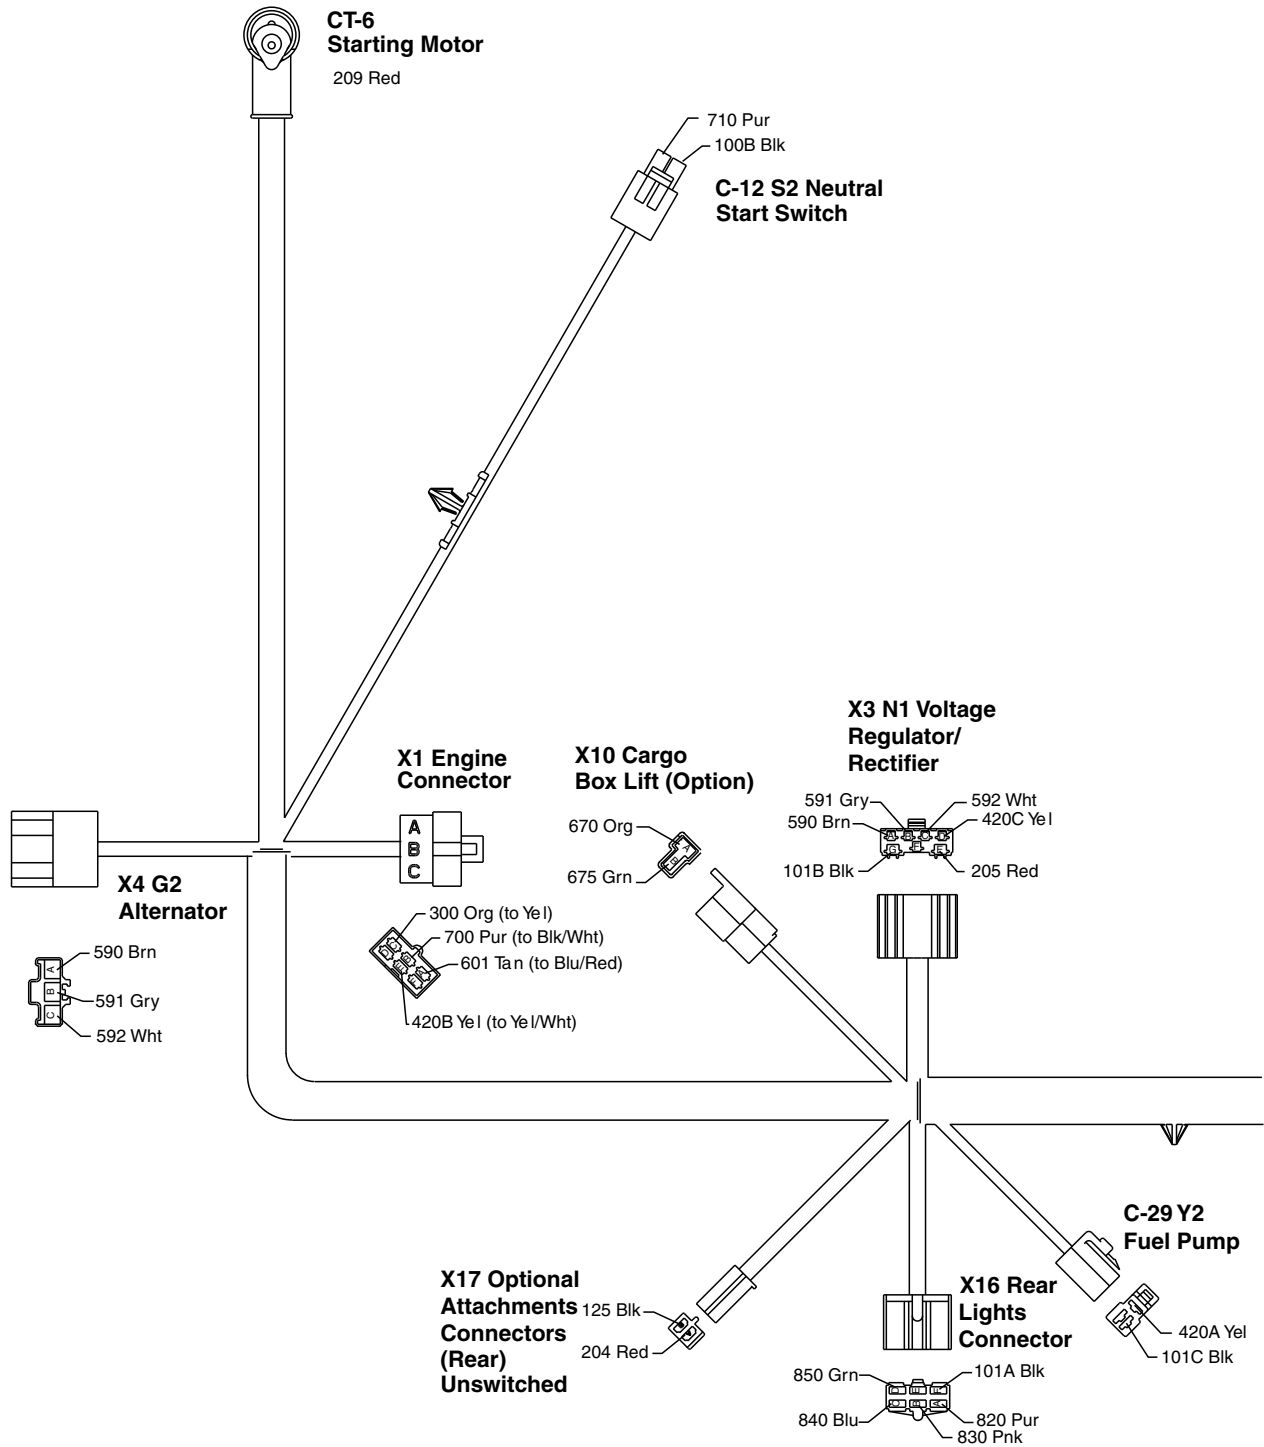 CT-6
Starting Motor
209 Red
710 Pur
100B Blk
C-12 S2 Neutral
Start Switch
X3 N1 Voltage
Regulator/
Rectifier
591 Gry
592 Wht
590 Brn
420C Yel
101B Blk
205 Red
X1 Engine
Connector
A
B
C
X10 Cargo
Box Lift (Option)
670 Org
675 Grn
A
B
X4 G2
Alternator
590 Brn
591 Gry
592 Wht
A
B
C
300 Org (to Yel)
700 Pur (to Blk/Wht)
601 Tan (to Blu/Red)
420B Yel (to Yel/Wht)
C-29 Y2
Fuel Pump
420A Yel
101C Blk
X17 Optional
Attachments
Connectors
(Rear)
Unswitched
125 Blk
204 Red
X16 Rear
Lights
Connector
850 Grn
101A Blk
840 Blu
820 Pur
830 Pnk